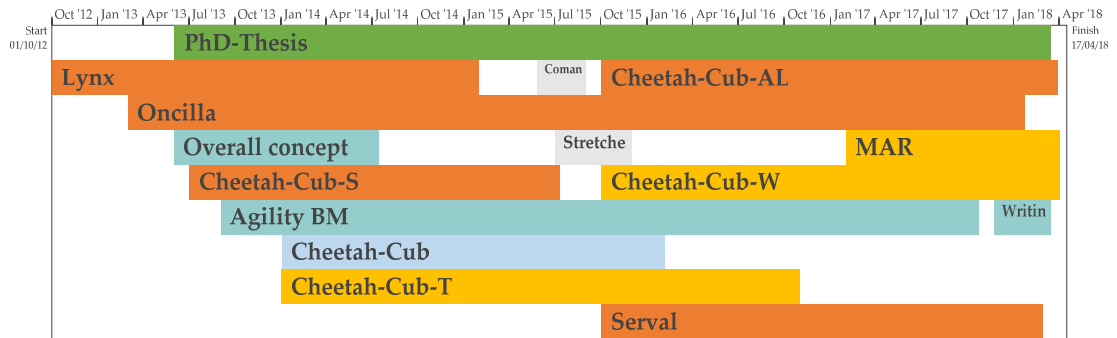 Oct '12 Jan '13 Apr '13 Jul '13 Oct '13 Jan '14 Apr '14 Jul '14 Oct '14 Jan '15 Apr '15 Jul '15 Oct '15 Jan '16 Apr '16 Jul '16 Oct '16 Jan '17 Apr '17 Jul '17 Oct '17 Jan '18 Apr '18
Start
01/10/12
PhD-Thesis
Finish
17/04/18
Lynx Coman Cheetah-Cub-AL
Oncilla
Overall concept Stretche MAR
Cheetah-Cub-S Cheetah-Cub-W
Agility BM Writin
Cheetah-Cub
Cheetah-Cub-T
Serval